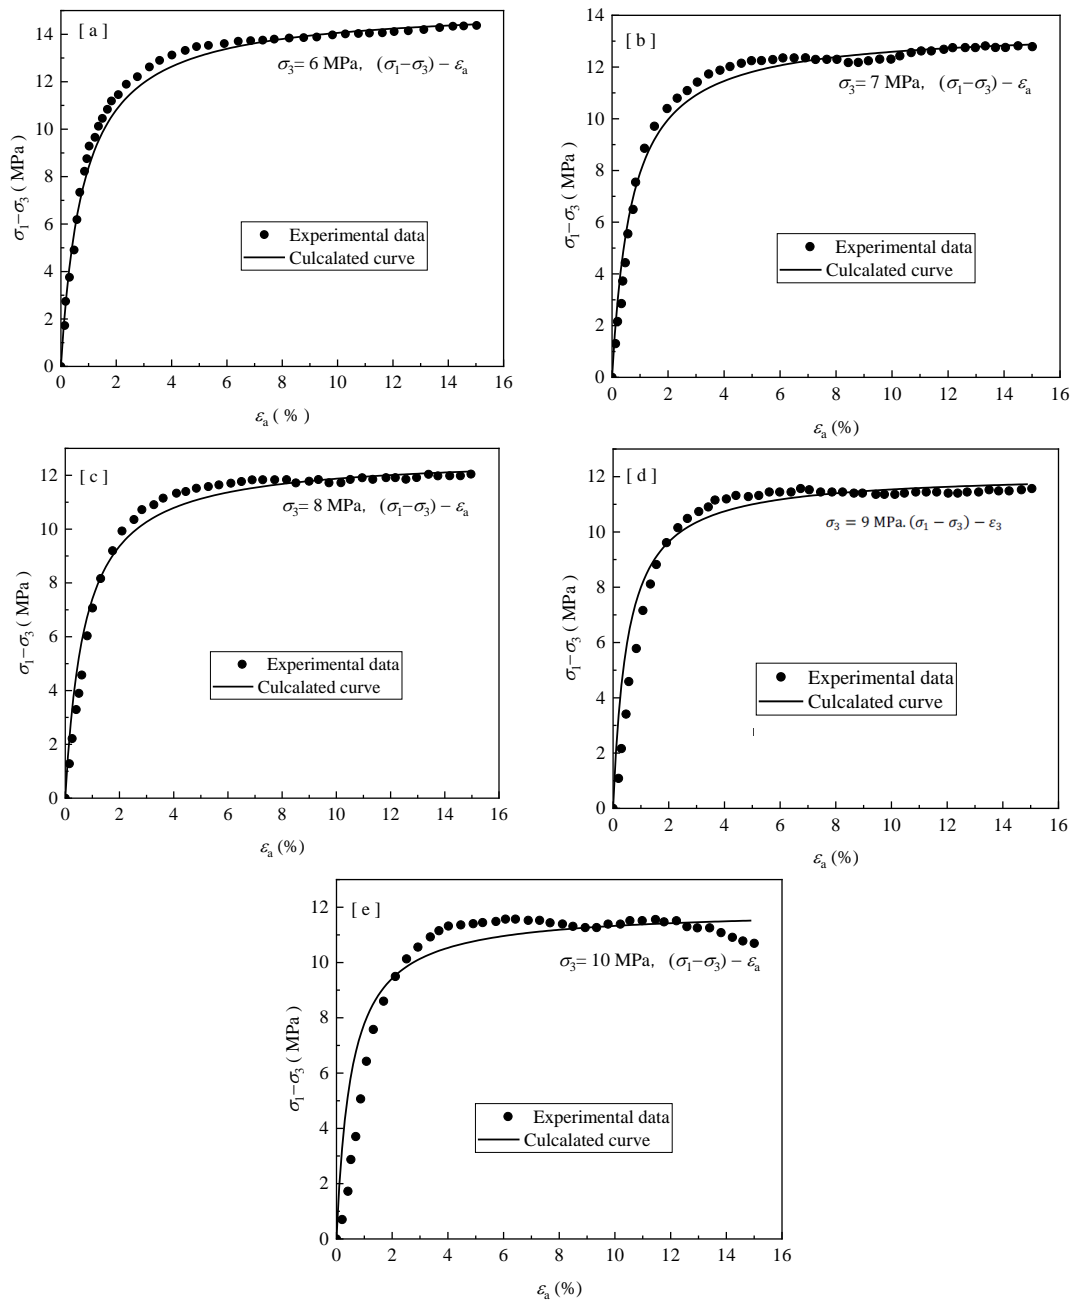 [ a ]
14
12
10
8
6
4
2
0
σ₁−σ₃ ( MPa )
σ₃= 6 MPa, (σ₁−σ₃) − εₐ
Experimental data
Culcalated curve
0 2 4 6 8 10 12 14 16
εₐ ( % )
[ b ]
14
12
10
8
6
4
2
0
σ₁−σ₃ ( MPa )
σ₃= 7 MPa, (σ₁−σ₃) − εₐ
Experimental data
Culcalated curve
0 2 4 6 8 10 12 14 16
εₐ (%)
[ c ]
12
10
8
6
4
2
0
σ₁−σ₃ ( MPa )
σ₃= 8 MPa, (σ₁−σ₃) − εₐ
Experimental data
Culcalated curve
0 2 4 6 8 10 12 14 16
εₐ (%)
[ d ]
12
10
8
6
4
2
0
σ₁−σ₃ ( MPa )
σ₃ = 9 MPa. (σ₁ − σ₃) − ε₃
Experimental data
Culcalated curve
0 2 4 6 8 10 12 14 16
εₐ (%)
[ e ]
12
10
8
6
4
2
0
σ₁−σ₃ ( MPa )
σ₃= 10 MPa, (σ₁−σ₃) − εₐ
Experimental data
Culcalated curve
0 2 4 6 8 10 12 14 16
εₐ (%)